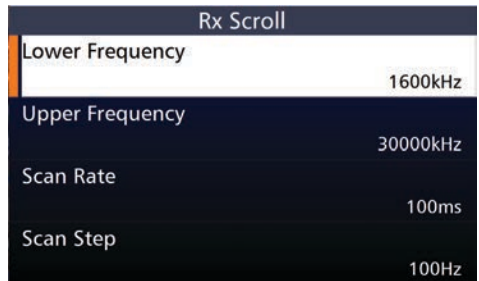 Rx Scroll
Lower Frequency
1600kHz
Upper Frequency
30000kHz
Scan Rate
100ms
Scan Step
100Hz